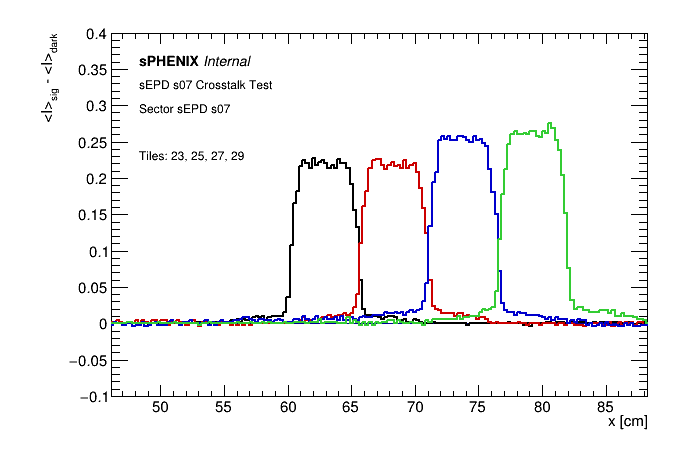 <I>sig - <I>dark
0.4
0.35
0.3
0.25
0.2
0.15
0.1
0.05
0
−0.05
−0.1
sPHENIX Internal
sEPD s07 Crosstalk Test
Sector sEPD s07
Tiles: 23, 25, 27, 29
50 55 60 65 70 75 80 85
x [cm]